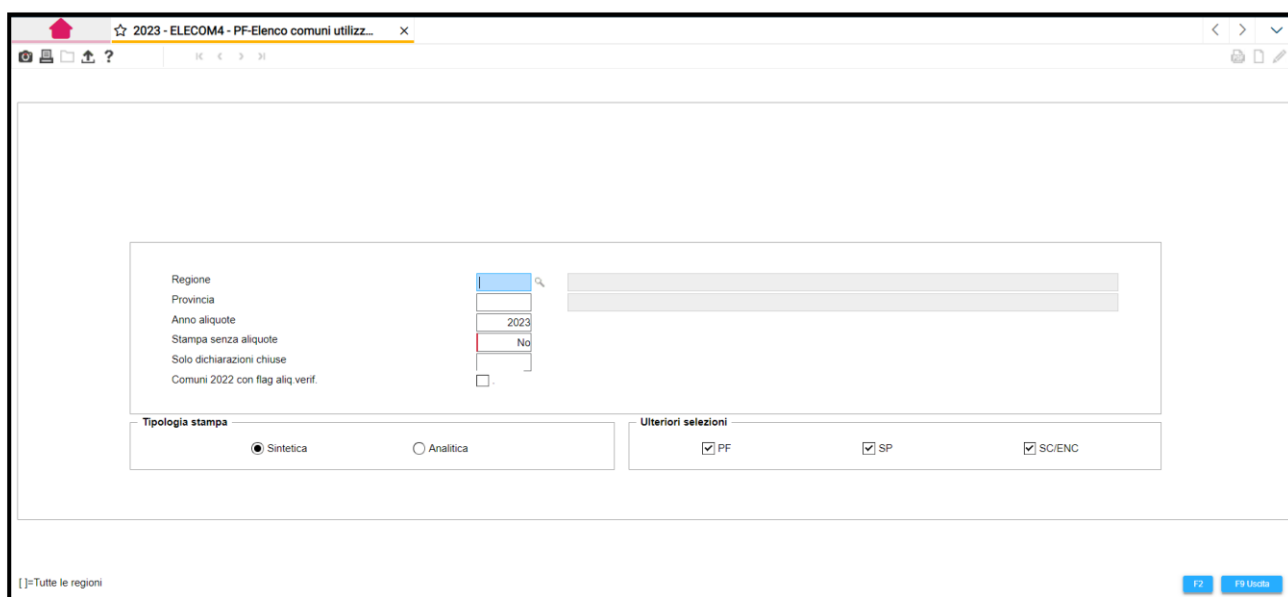 2023 - ELECOM4 - PF-Elenco comuni utilizz...
Regione
Provincia
Anno aliquote 2023
Stampa senza aliquote No
Solo dichiarazioni chiuse
Comuni 2022 con flag aliq.verif. .
Tipologia stampa Ulteriori selezioni
Sintetica Analitica PF SP SC/ENC
[ ]=Tutte le regioni F2 F9 Uscita